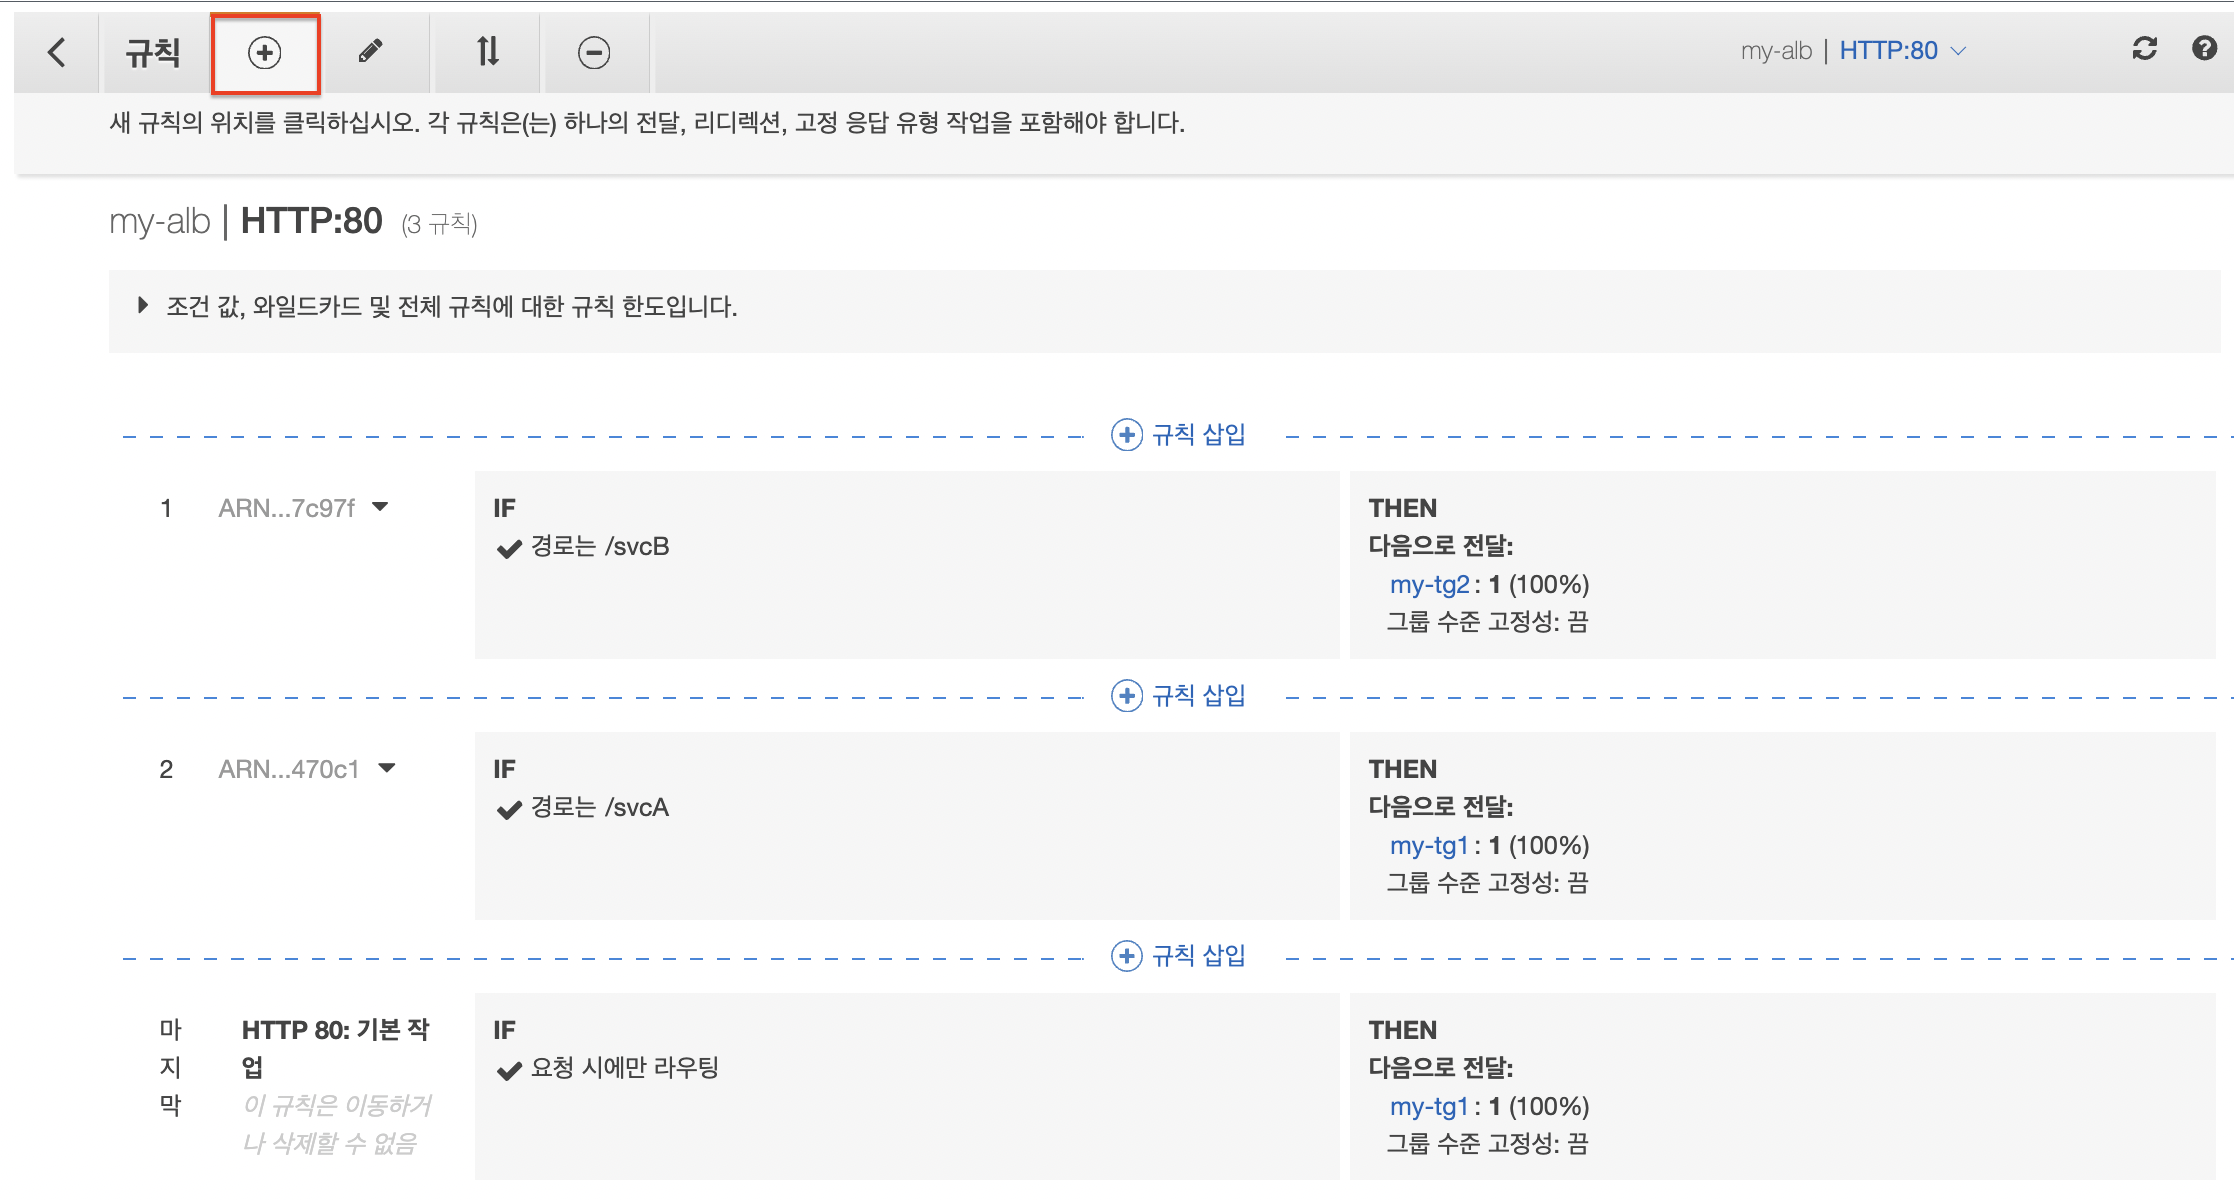 규칙
my-alb | HTTP:80
새 규칙의 위치를 클릭하십시오. 각 규칙은(는) 하나의 전달, 리디렉션, 고정 응답 유형 작업을 포함해야 합니다.
my-alb | HTTP:80 (3 규칙)
조건 값, 와일드카드 및 전체 규칙에 대한 규칙 한도입니다.
규칙 삽입
1 ARN...7c97f
IF
경로는 /svcB
THEN
다음으로 전달:
my-tg2 : 1 (100%)
그룹 수준 고정성: 끔
규칙 삽입
2 ARN...470c1
IF
경로는 /svcA
THEN
다음으로 전달:
my-tg1 : 1 (100%)
그룹 수준 고정성: 끔
규칙 삽입
마
지
막
HTTP 80: 기본 작
업
이 규칙은 이동하거
나 삭제할 수 없음
IF
요청 시에만 라우팅
THEN
다음으로 전달:
my-tg1 : 1 (100%)
그룹 수준 고정성: 끔